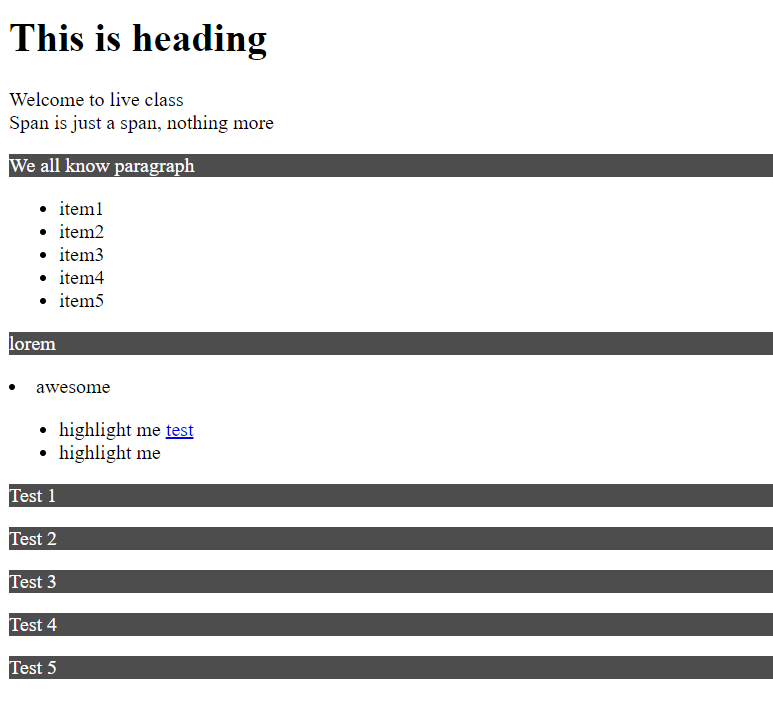 This is heading
Welcome to live class
Span is just a span, nothing more
We all know paragraph
• item1
• item2
• item3
• item4
• item5
lorem
• awesome
• highlight me test
• highlight me
Test 1
Test 2
Test 3
Test 4
Test 5